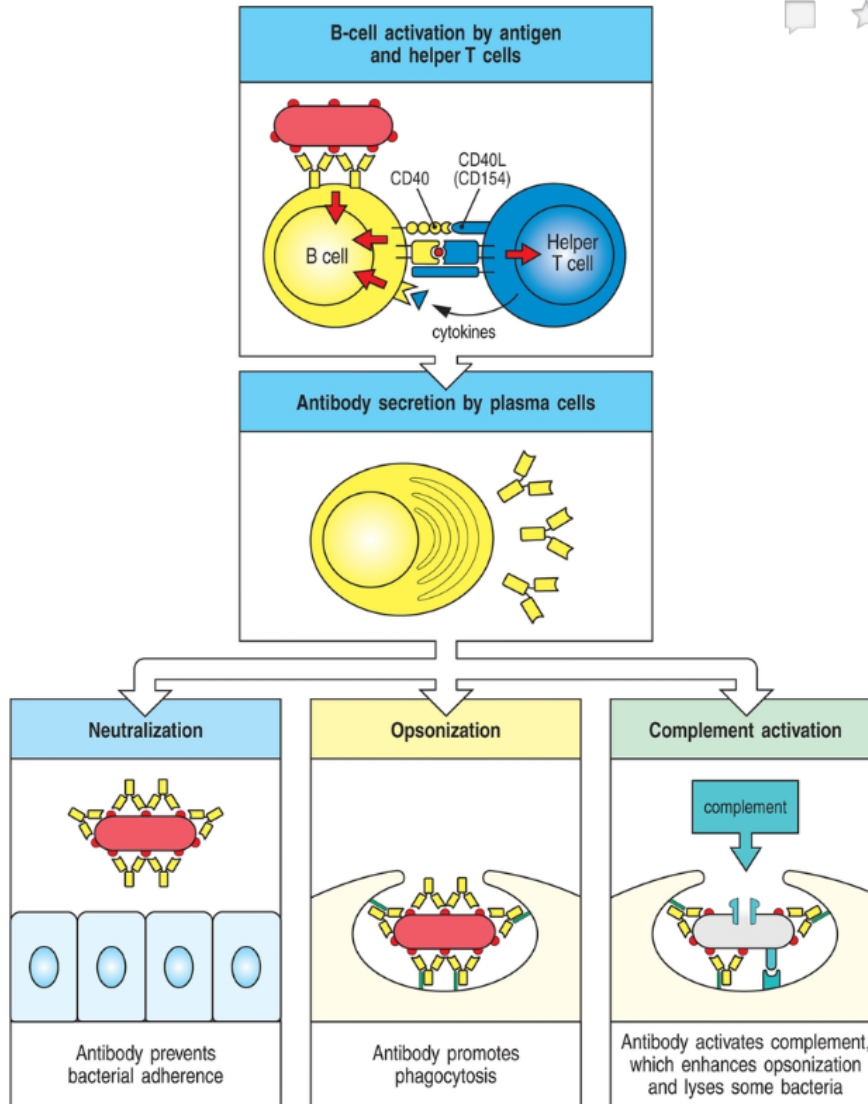 B-cell activation by antigen
and helper T cells
CD40
CD40L
(CD154)
B cell
Helper
T cell
cytokines
Antibody secretion by plasma cells
Neutralization
Opsonization
Complement activation
complement
Antibody prevents
bacterial adherence
Antibody promotes
phagocytosis
Antibody activates complement,
which enhances opsonization
and lyses some bacteria